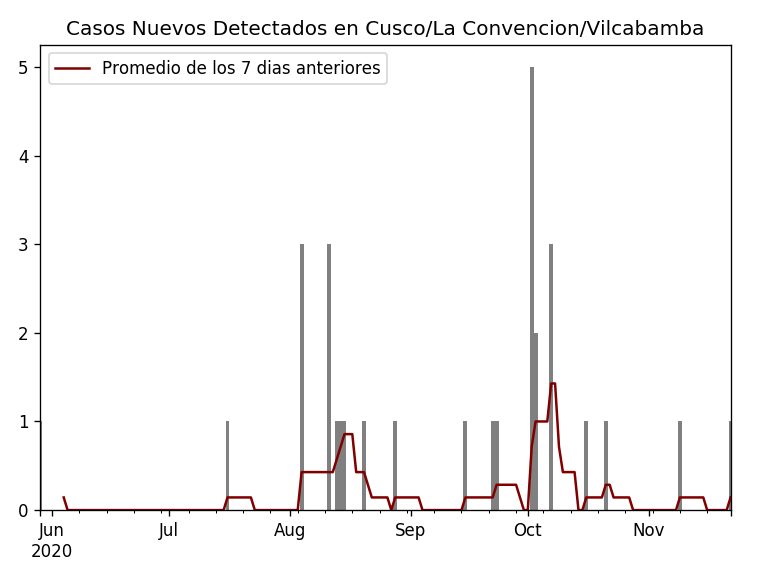 Casos Nuevos Detectados en Cusco/La Convencion/Vilcabamba
Promedio de los 7 dias anteriores
5
4
3
2
1
0
Jun Jul Aug Sep Oct Nov
2020